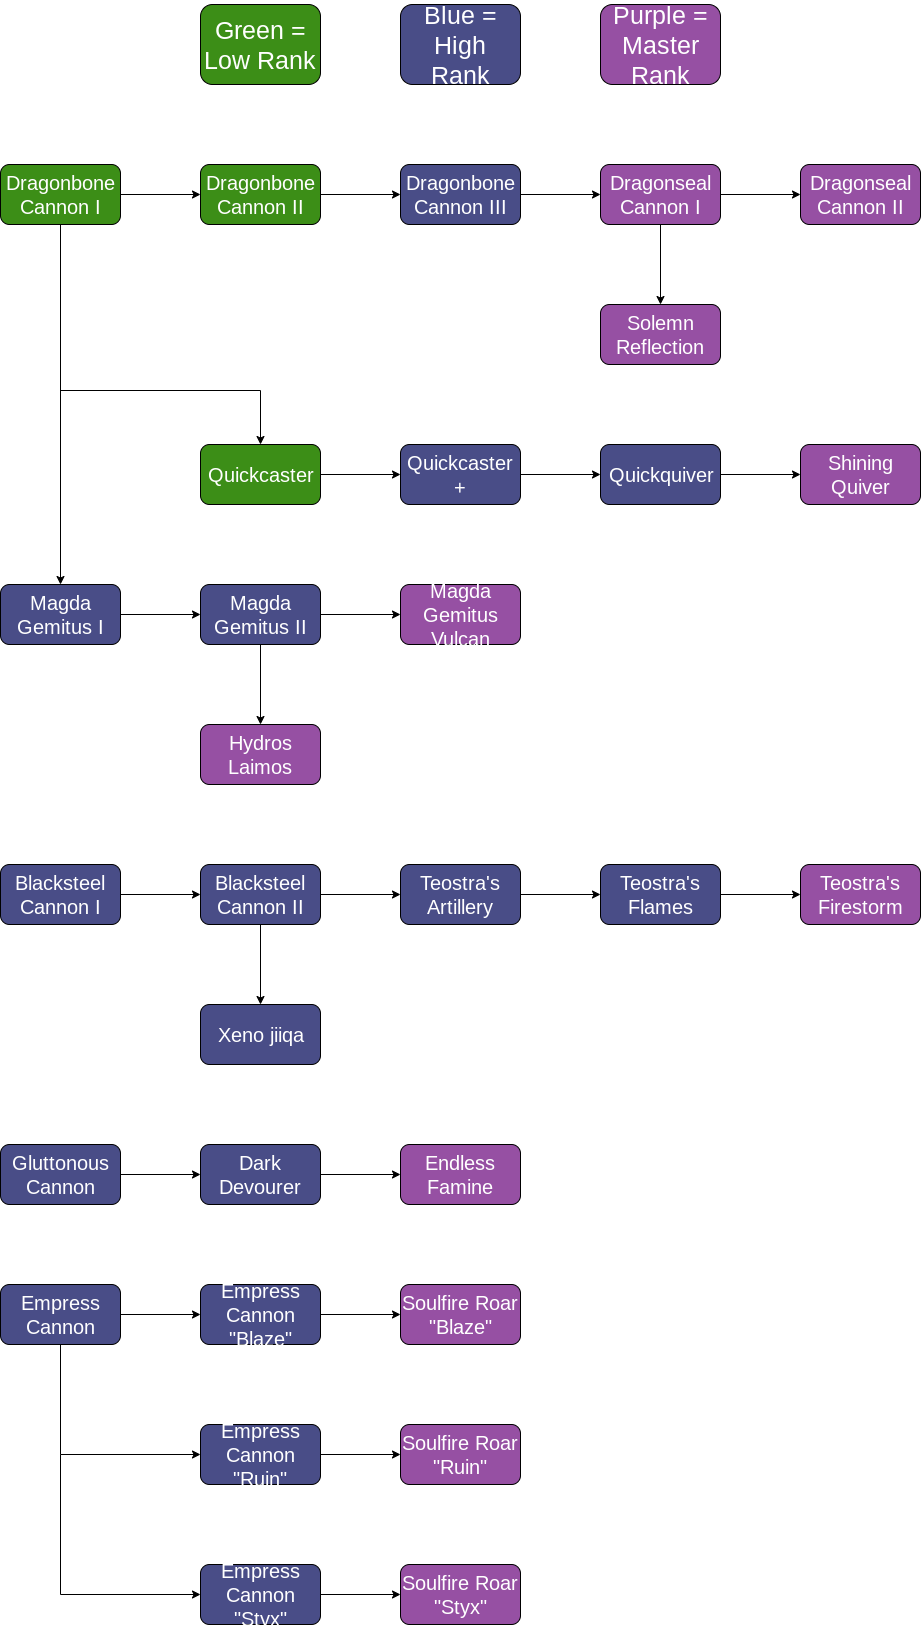 Green =
Low Rank
Blue =
High
Rank
Purple =
Master
Rank
Dragonbone
Cannon I
Dragonbone
Cannon II
Dragonbone
Cannon III
Dragonseal
Cannon I
Dragonseal
Cannon II
Solemn
Reflection
Quickcaster
Quickcaster
+
Quickquiver
Shining
Quiver
Magda
Gemitus I
Magda
Gemitus II
Magda
Gemitus
Vulcan
Hydros
Laimos
Blacksteel
Cannon I
Blacksteel
Cannon II
Teostra's
Artillery
Teostra's
Flames
Teostra's
Firestorm
Xeno jiiqa
Gluttonous
Cannon
Dark
Devourer
Endless
Famine
Empress
Cannon
Empress
Cannon
"Blaze"
Soulfire Roar
"Blaze"
Empress
Cannon
"Ruin"
Soulfire Roar
"Ruin"
Empress
Cannon
"Styx"
Soulfire Roar
"Styx"